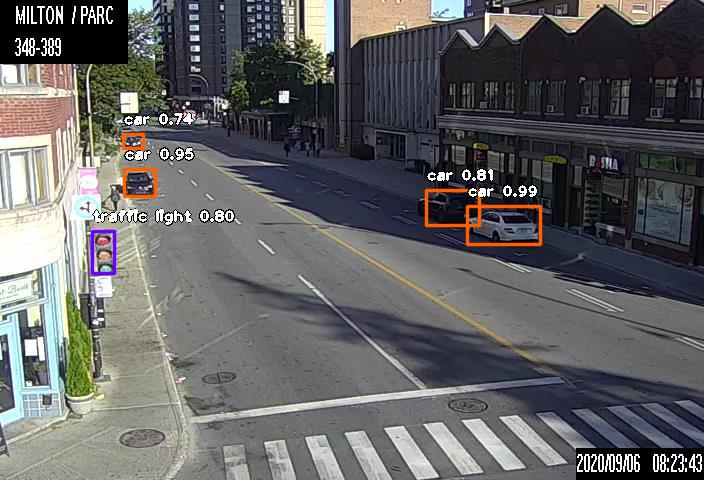 MILTON / PARC
348-389
car 0.74
car 0.95
car 0.81
car 0.99
traffic light 0.80
2020/09/06 08:23:43